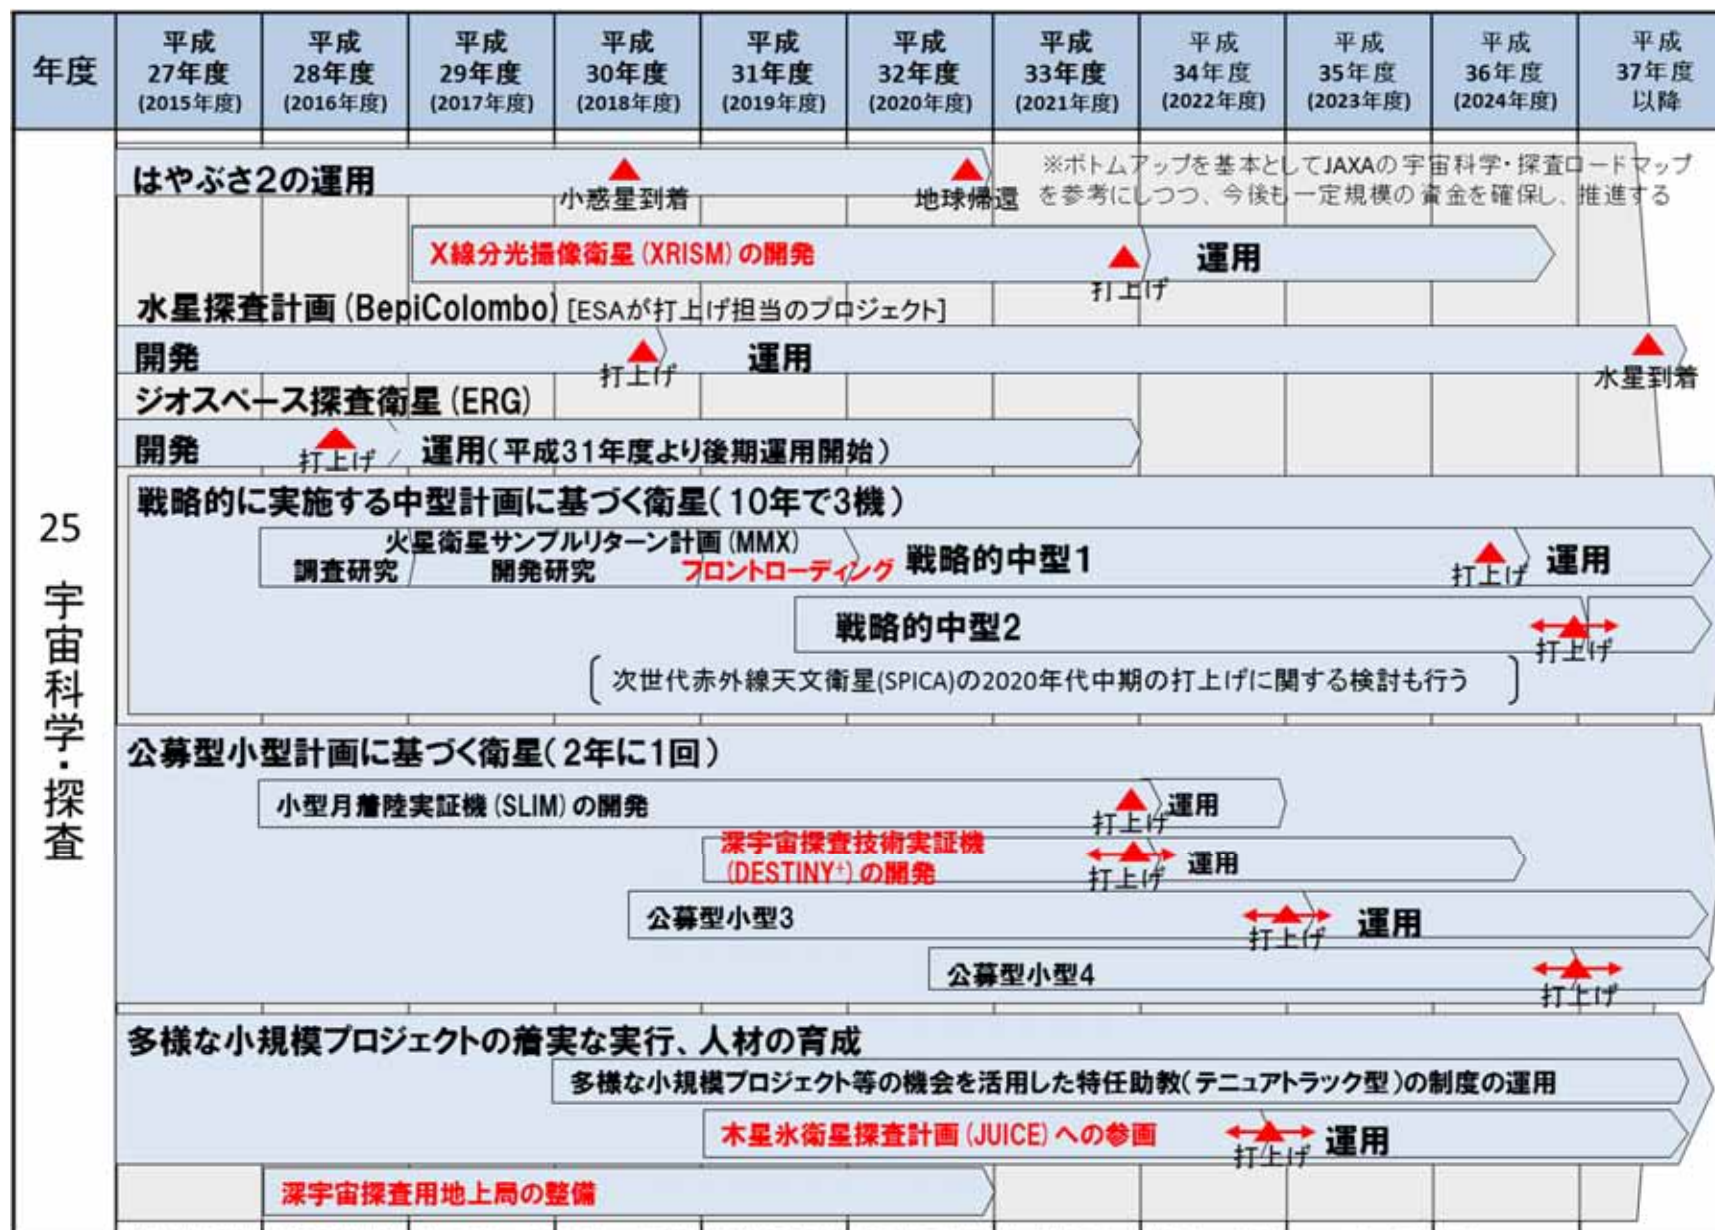 年度
平成
27年度
(2015年度)
平成
28年度
(2016年度)
平成
29年度
(2017年度)
平成
30年度
(2018年度)
平成
31年度
(2019年度)
平成
32年度
(2020年度)
平成
33年度
(2021年度)
平成
34年度
(2022年度)
平成
35年度
(2023年度)
平成
36年度
(2024年度)
平成
37年度
以降
25 宇宙科学・探査
※ボトムアップを基本としてJAXAの宇宙科学・探査ロードマップ
を参考にしつつ、今後も一定規模の資金を確保し、推進する
はやぶさ2の運用
小惑星到着
地球帰還
X線分光撮像衛星(XRISM)の開発
打上げ
運用
水星探査計画(BepiColombo)[ESAが打上げ担当のプロジェクト]
開発
打上げ
運用
水星到着
ジオスペース探査衛星(ERG)
開発
打上げ
運用(平成31年度より後期運用開始)
戦略的に実施する中型計画に基づく衛星(10年で3機)
火星衛星サンプルリターン計画(MMX)
調査研究
開発研究
フロントローディング
戦略的中型1
打上げ
運用
戦略的中型2
打上げ
次世代赤外線天文衛星(SPICA)の2020年代中期の打上げに関する検討も行う
公募型小型計画に基づく衛星(2年に1回)
小型月着陸実証機(SLIM)の開発
打上げ
運用
深宇宙探査技術実証機
(DESTINY⁺)の開発
打上げ
運用
公募型小型3
打上げ
運用
公募型小型4
打上げ
多様な小規模プロジェクトの着実な実行、人材の育成
多様な小規模プロジェクト等の機会を活用した特任助教(テニュアトラック型)の制度の運用
木星氷衛星探査計画(JUICE)への参画
打上げ
運用
深宇宙探査用地上局の整備